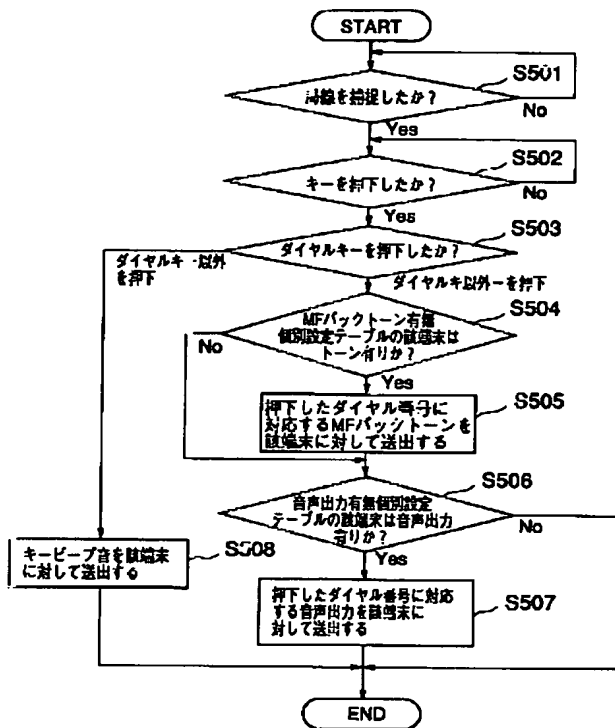 START
S501
湾線を捕捉したか？
No
Yes
S502
キーを押下したか？
No
Yes
S503
ダイヤルキーを押下したか？
ダイヤルキー以外
を押下
ダイヤルキ以外ーを押下
S504
MFバックトーン有無
個別設定テーブルの該端末は
トーン有りか？
No
Yes
S505
押下したダイヤル番号に
対応するMFバックトーンを
該端末に対して送出する
S506
音声出力有無個別設定
テーブルの該端末は音声出力
有りか？
No
Yes
S508
キービープ音を該端末
に対して送出する
S507
押下したダイヤル番号に対応
する音声出力を該端末に
対して送出する
END